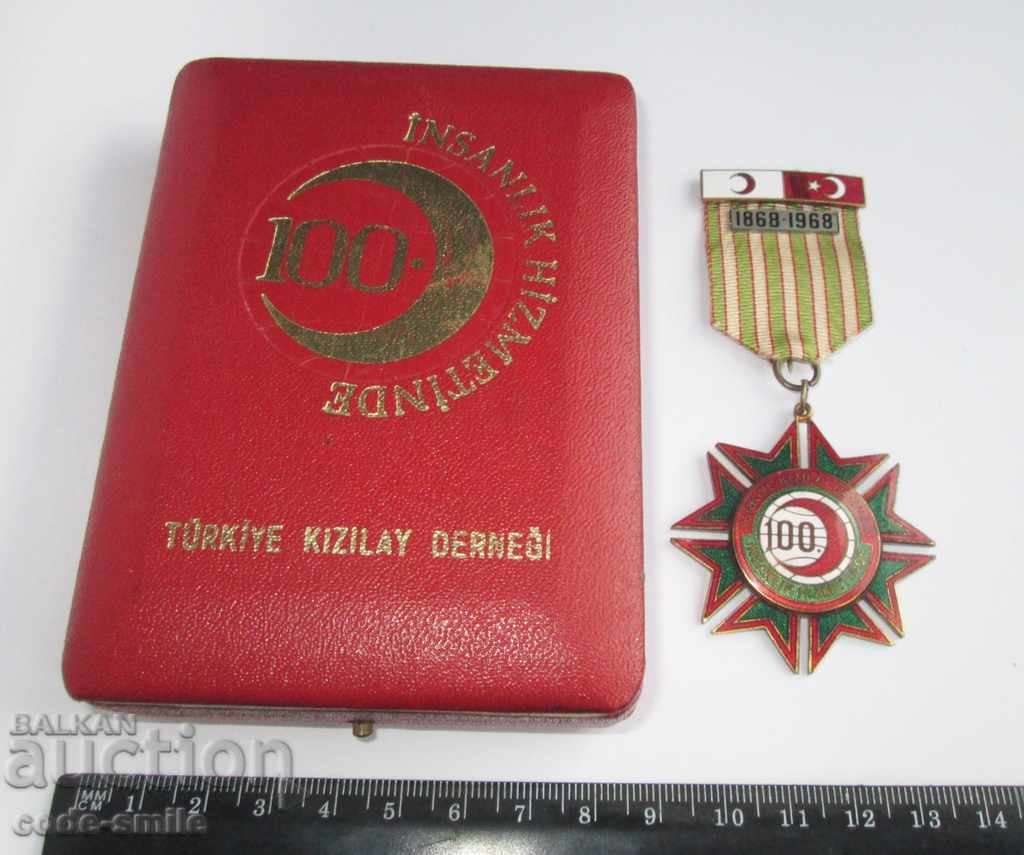 İNSANLIK HİZMETİNDE
100.
TÜRKİYE KIZILAY DERNEĞİ
1868-1968
100.
BALKAN
auction
code-smile
MM
CM 1 2 3 4 5 6 7 8 9 10 11 12 13 14